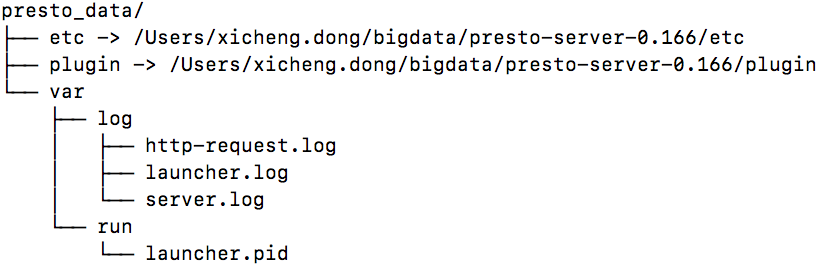 presto_data/
├── etc -> /Users/xicheng.dong/bigdata/presto-server-0.166/etc
├── plugin -> /Users/xicheng.dong/bigdata/presto-server-0.166/plugin
└── var
    ├── log
    │   ├── http-request.log
    │   ├── launcher.log
    │   └── server.log
    └── run
        └── launcher.pid